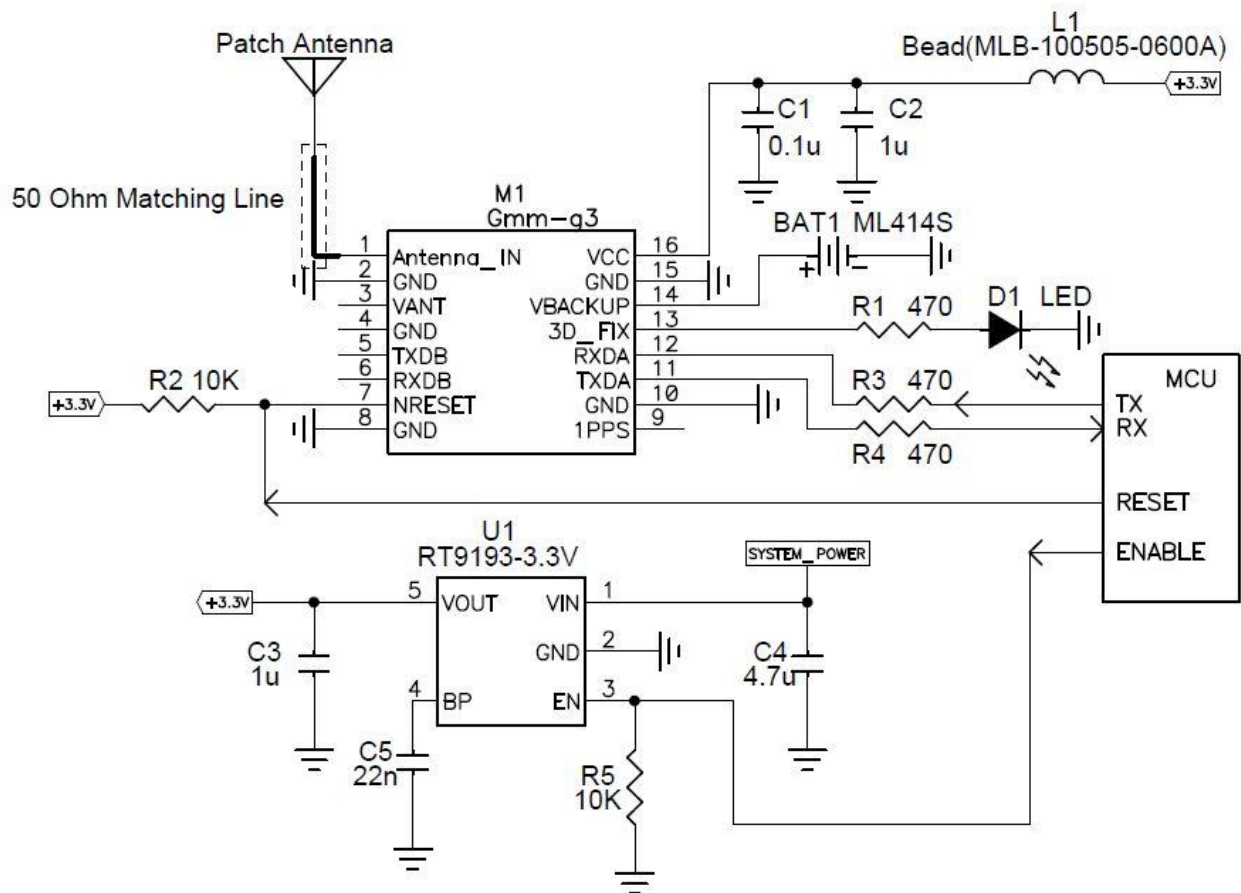 L1
Bead(MLB-100505-0600A)
+3.3V
Patch Antenna
C1
0.1u
C2
1u
50 Ohm Matching Line
M1
Gmm-g3
BAT1 ML414S
+ -
1 Antenna_IN
2 GND
3 VANT
4 GND
5 TXDB
6 RXDB
7 NRESET
8 GND
VCC 16
GND 15
VBACKUP 14
3D_FIX 13
RXDA 12
TXDA 11
GND 10
1PPS 9
R1 470
D1 LED
R2 10K
+3.3V
R3 470
R4 470
MCU
TX
RX
RESET
ENABLE
U1
RT9193-3.3V
SYSTEM_POWER
+3.3V
5 VOUT
VIN 1
GND 2
4 BP
EN 3
C3
1u
C4
4.7u
C5
22n
R5
10K